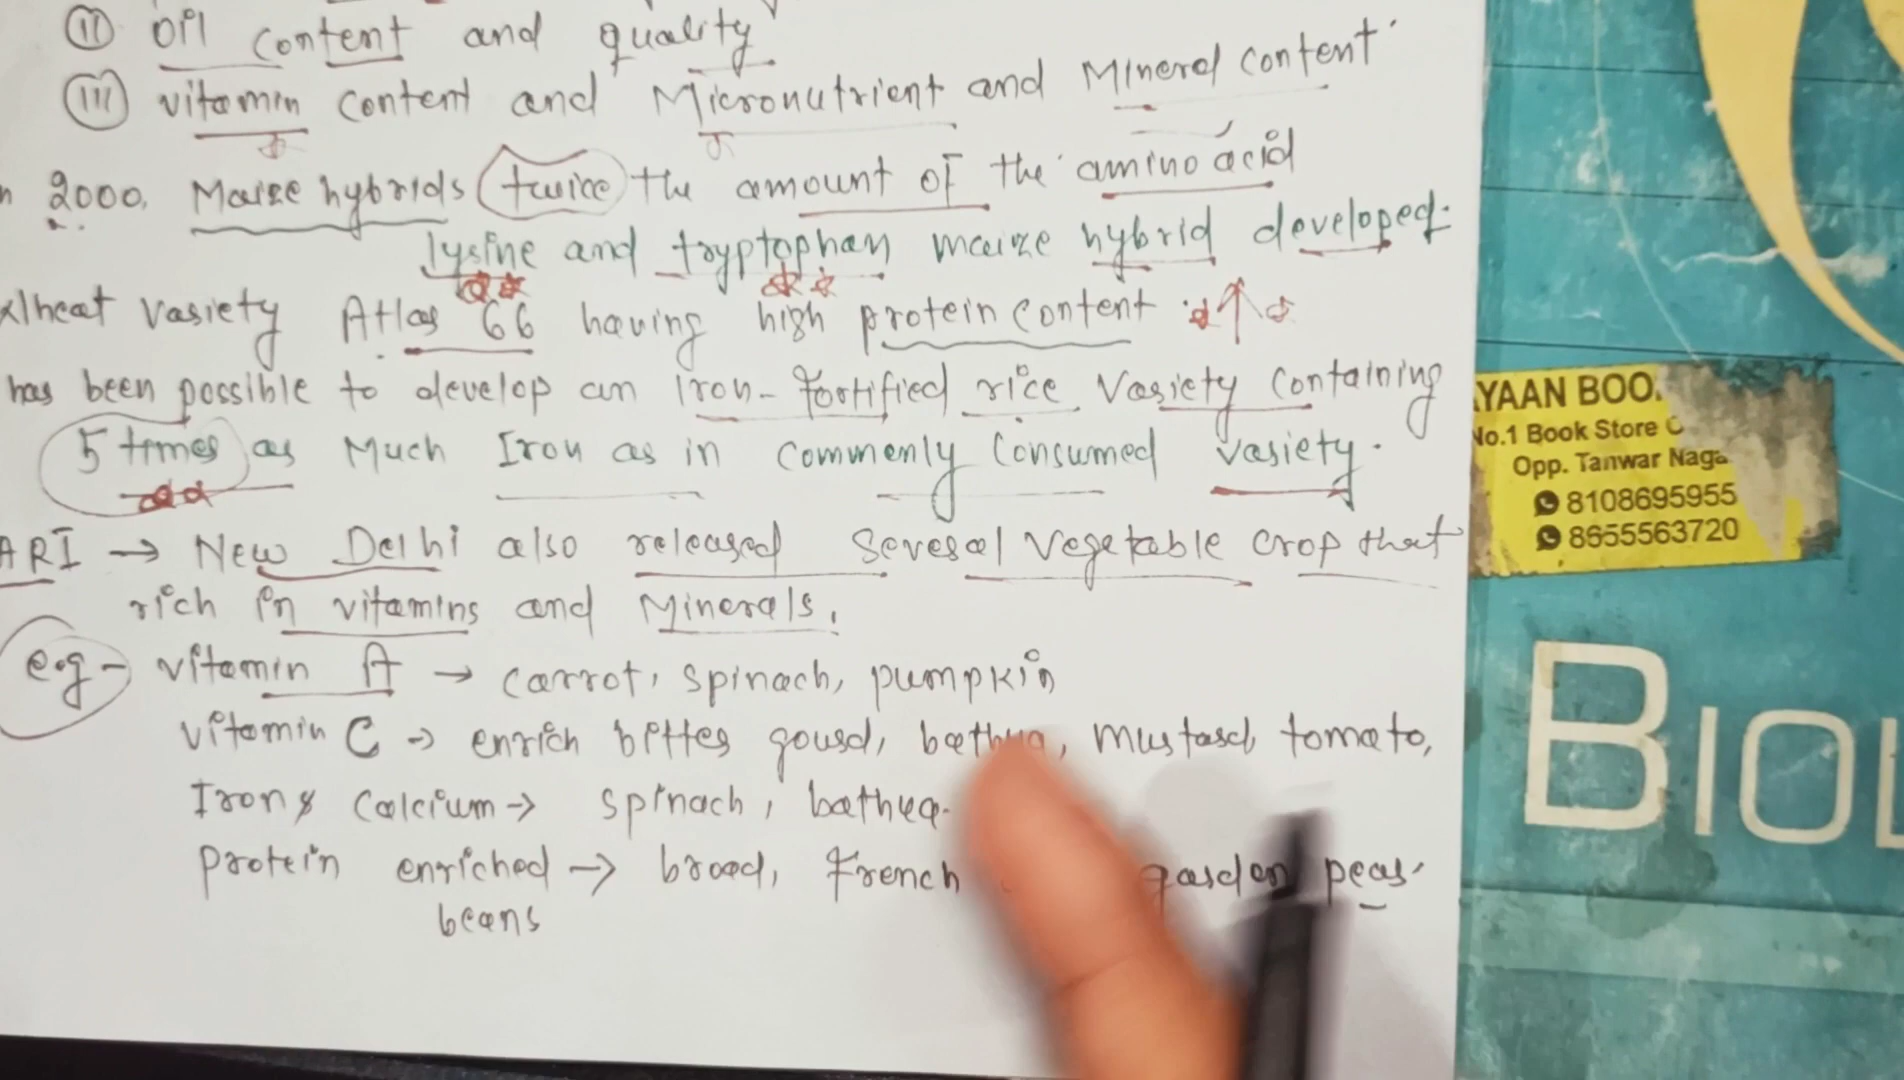 (ii) Oil content and quality
(iii) vitamin content and Micronutrient and Mineral content.
2000, Maize hybrids twice the amount of the amino acid
lysine and tryptophan maize hybrid developed.
Wheat variety Atlas 66 having high protein content
has been possible to develop an Iron-fortified rice Variety containing
5 times as Much Iron as in commenly consumed variety.
ARI → New Delhi also released several vegetable crop that
rich in vitamins and Minerals.
e.g - vitamin A → carrot, spinach, pumpkin
vitamin C → enrich bitter gourd, bathua, mustard, tomato,
Iron & calcium → spinach, bathua.
protein enriched → broad, french garden peas.
beans
YAAN BOO
No.1 Book Store
Opp. Tanwar Naga
8108695955
8655563720
BIOL